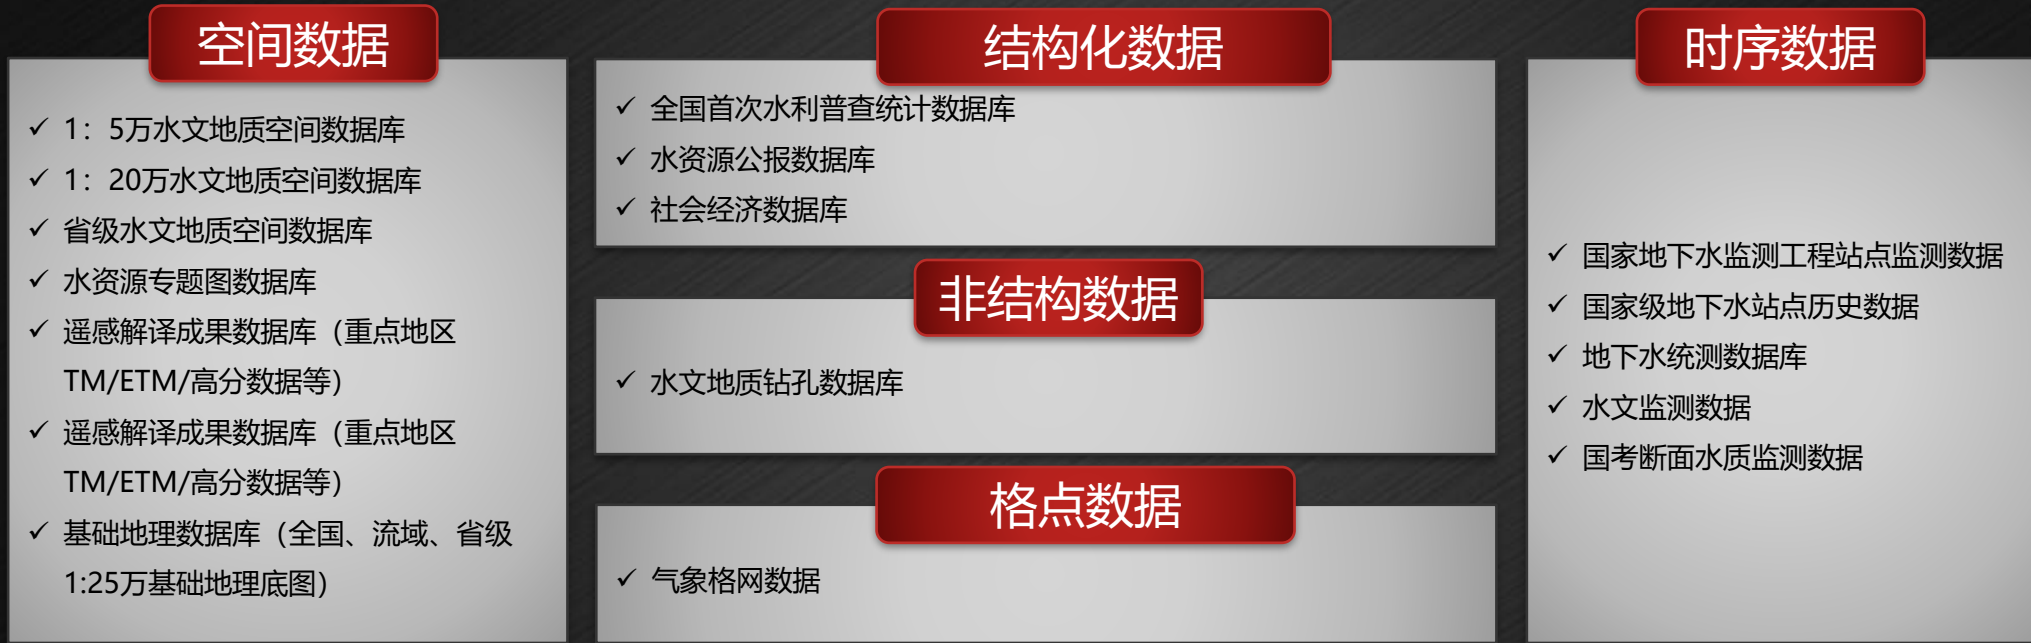 空间数据
✓ 1：5万水文地质空间数据库
✓ 1：20万水文地质空间数据库
✓ 省级水文地质空间数据库
✓ 水资源专题图数据库
✓ 遥感解译成果数据库（重点地区
TM/ETM/高分数据等）
✓ 遥感解译成果数据库（重点地区
TM/ETM/高分数据等）
✓ 基础地理数据库（全国、流域、省级
1:25万基础地理底图）
结构化数据
✓ 全国首次水利普查统计数据库
✓ 水资源公报数据库
✓ 社会经济数据库
非结构数据
✓ 水文地质钻孔数据库
格点数据
✓ 气象格网数据
时序数据
✓ 国家地下水监测工程站点监测数据
✓ 国家级地下水站点历史数据
✓ 地下水统测数据库
✓ 水文监测数据
✓ 国考断面水质监测数据